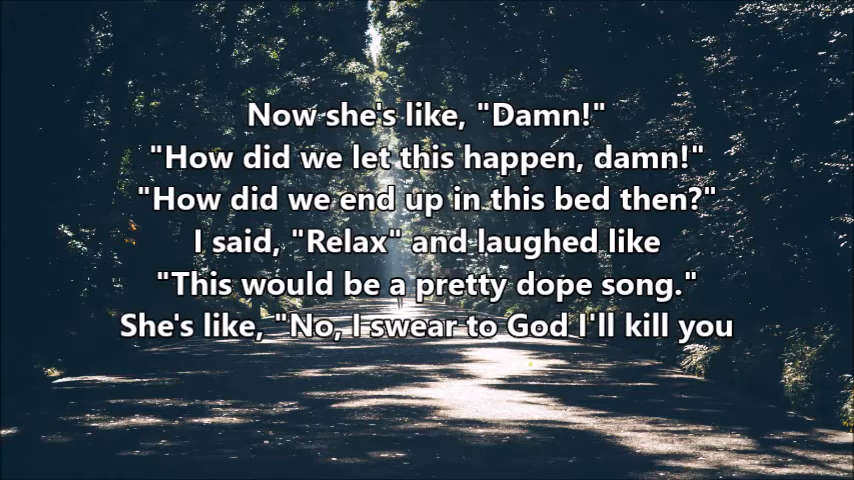 Now she's like, "Damn!"
"How did we let this happen, damn!"
"How did we end up in this bed then?"
I said, "Relax" and laughed like
"This would be a pretty dope song."
She's like, "No, I swear to God I'll kill you